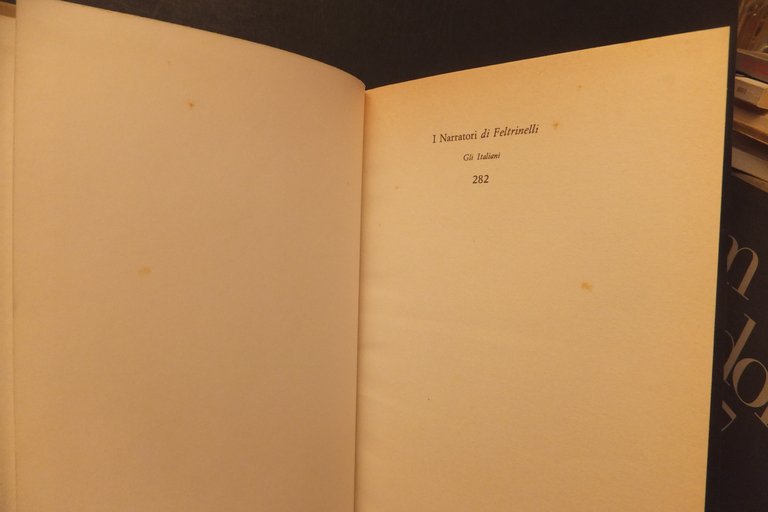 I Narratori di Feltrinelli
Gli Italiani
282